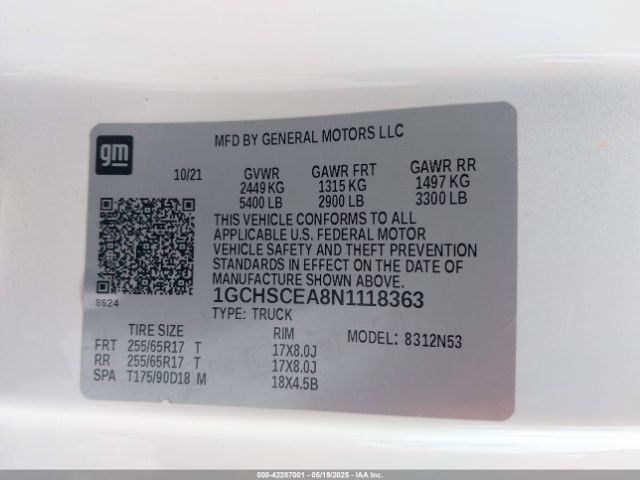 gm
MFD BY GENERAL MOTORS LLC
10/21
GVWR GAWR FRT GAWR RR
2449 KG 1315 KG 1497 KG
5400 LB 2900 LB 3300 LB
THIS VEHICLE CONFORMS TO ALL
APPLICABLE U.S. FEDERAL MOTOR
VEHICLE SAFETY AND THEFT PREVENTION
STANDARDS IN EFFECT ON THE DATE OF
MANUFACTURE SHOWN ABOVE.
1GCHSCEA8N1118363
8624
TYPE: TRUCK
TIRE SIZE RIM MODEL: 8312N53
FRT 255/65R17 T 17X8.0J
RR 255/65R17 T 17X8.0J
SPA T175/90D18 M 18X4.5B
000-42287001 - 05/19/2025 - IAAI.COM